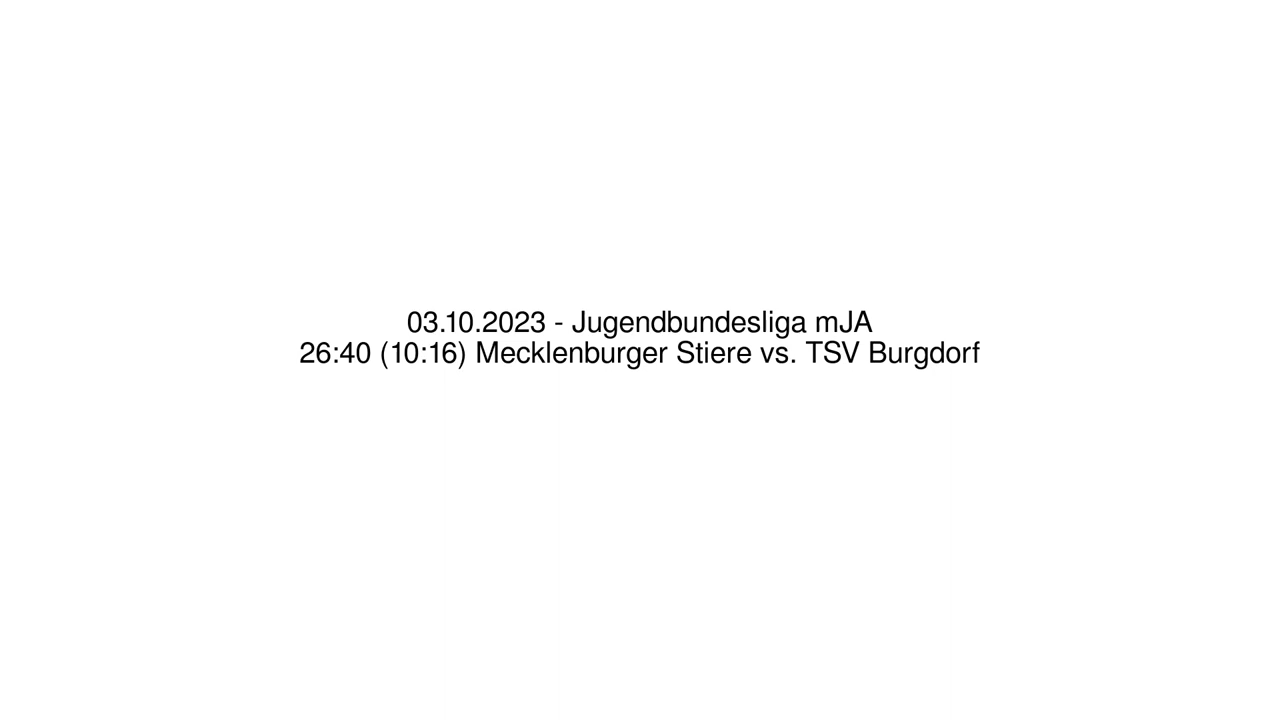 03.10.2023 - Jugendbundesliga mJA
26:40 (10:16) Mecklenburger Stiere vs. TSV Burgdorf